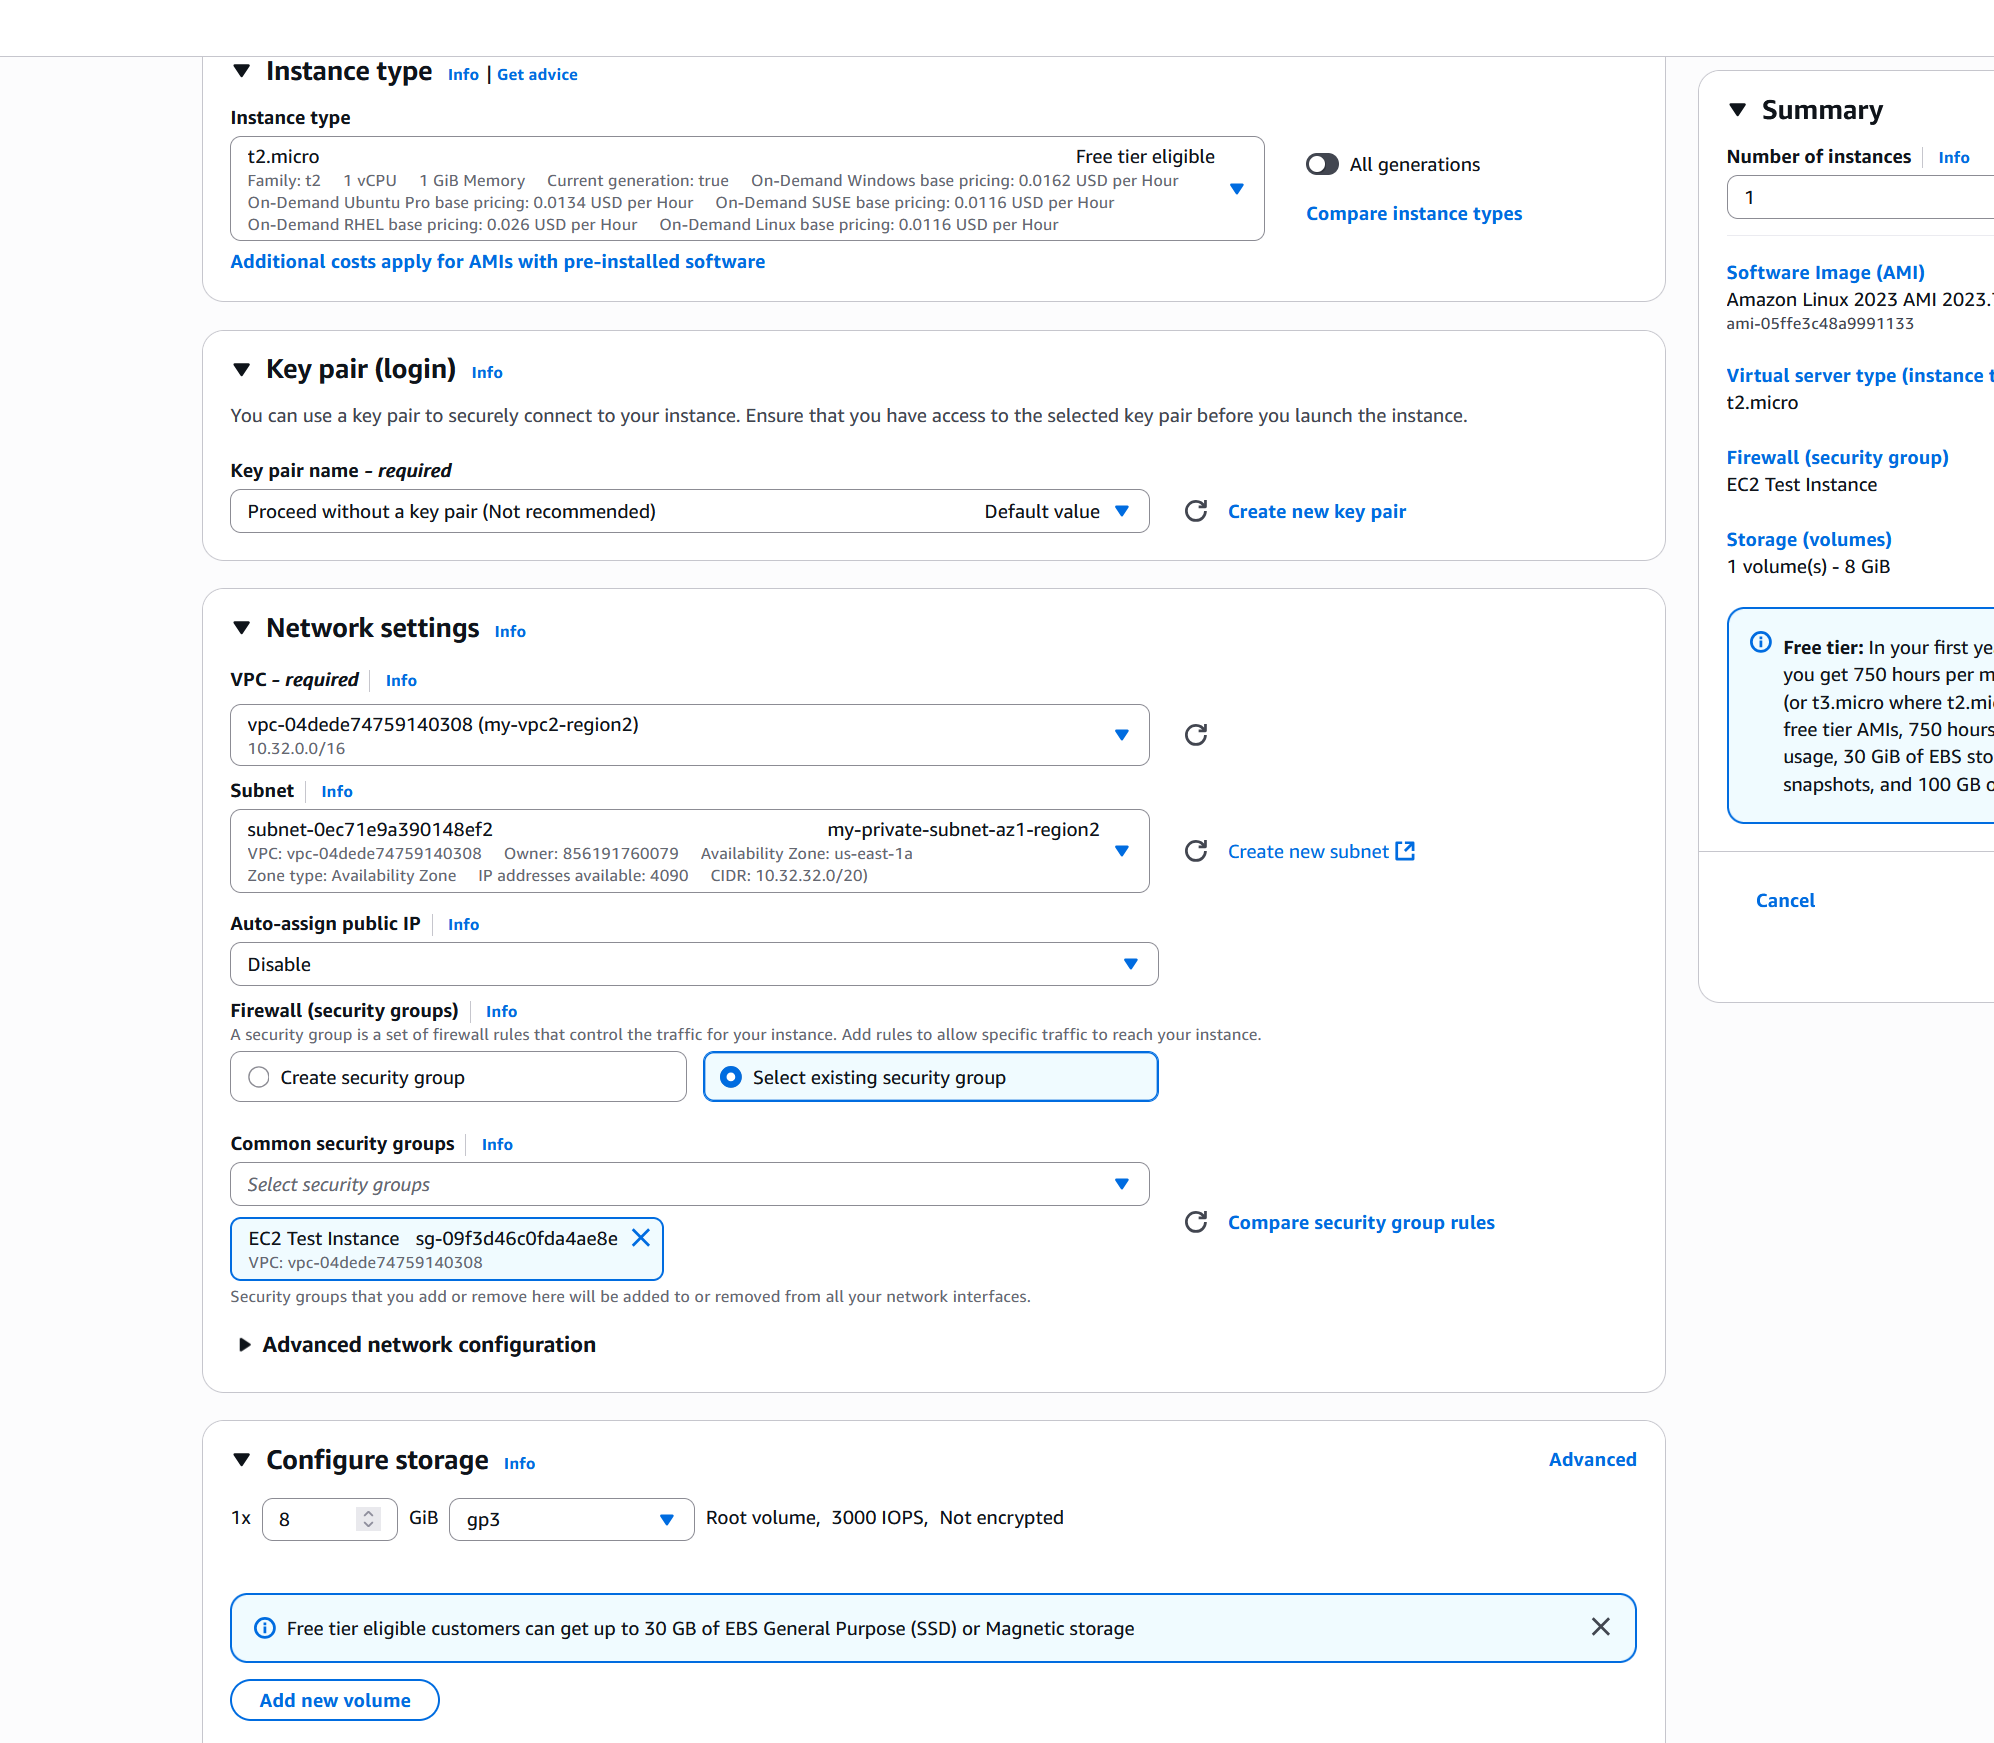 Instance type Info | Get advice
Instance type
t2.micro Free tier eligible
Family: t2 1 vCPU 1 GiB Memory Current generation: true On-Demand Windows base pricing: 0.0162 USD per Hour
On-Demand Ubuntu Pro base pricing: 0.0134 USD per Hour On-Demand SUSE base pricing: 0.0116 USD per Hour
On-Demand RHEL base pricing: 0.026 USD per Hour On-Demand Linux base pricing: 0.0116 USD per Hour
All generations
Compare instance types
Additional costs apply for AMIs with pre-installed software
Key pair (login) Info
You can use a key pair to securely connect to your instance. Ensure that you have access to the selected key pair before you launch the instance.
Key pair name – required
Proceed without a key pair (Not recommended) Default value
Create new key pair
Network settings Info
VPC – required Info
vpc-04dede74759140308 (my-vpc2-region2)
10.32.0.0/16
Subnet Info
subnet-0ec71e9a390148ef2 my-private-subnet-az1-region2
VPC: vpc-04dede74759140308 Owner: 856191760079 Availability Zone: us-east-1a
Zone type: Availability Zone IP addresses available: 4090 CIDR: 10.32.32.0/20)
Create new subnet
Auto-assign public IP Info
Disable
Firewall (security groups) Info
A security group is a set of firewall rules that control the traffic for your instance. Add rules to allow specific traffic to reach your instance.
Create security group
Select existing security group
Common security groups Info
Select security groups
EC2 Test Instance sg-09f3d46c0fda4ae8e
VPC: vpc-04dede74759140308
Compare security group rules
Security groups that you add or remove here will be added to or removed from all your network interfaces.
Advanced network configuration
Configure storage Info
Advanced
1x 8 GiB gp3 Root volume, 3000 IOPS, Not encrypted
Free tier eligible customers can get up to 30 GB of EBS General Purpose (SSD) or Magnetic storage
Add new volume
Summary
Number of instances Info
1
Software Image (AMI)
Amazon Linux 2023 AMI 2023.
ami-05ffe3c48a9991133
Virtual server type (instance t
t2.micro
Firewall (security group)
EC2 Test Instance
Storage (volumes)
1 volume(s) - 8 GiB
Free tier: In your first ye
you get 750 hours per m
(or t3.micro where t2.mi
free tier AMIs, 750 hours
usage, 30 GiB of EBS sto
snapshots, and 100 GB o
Cancel